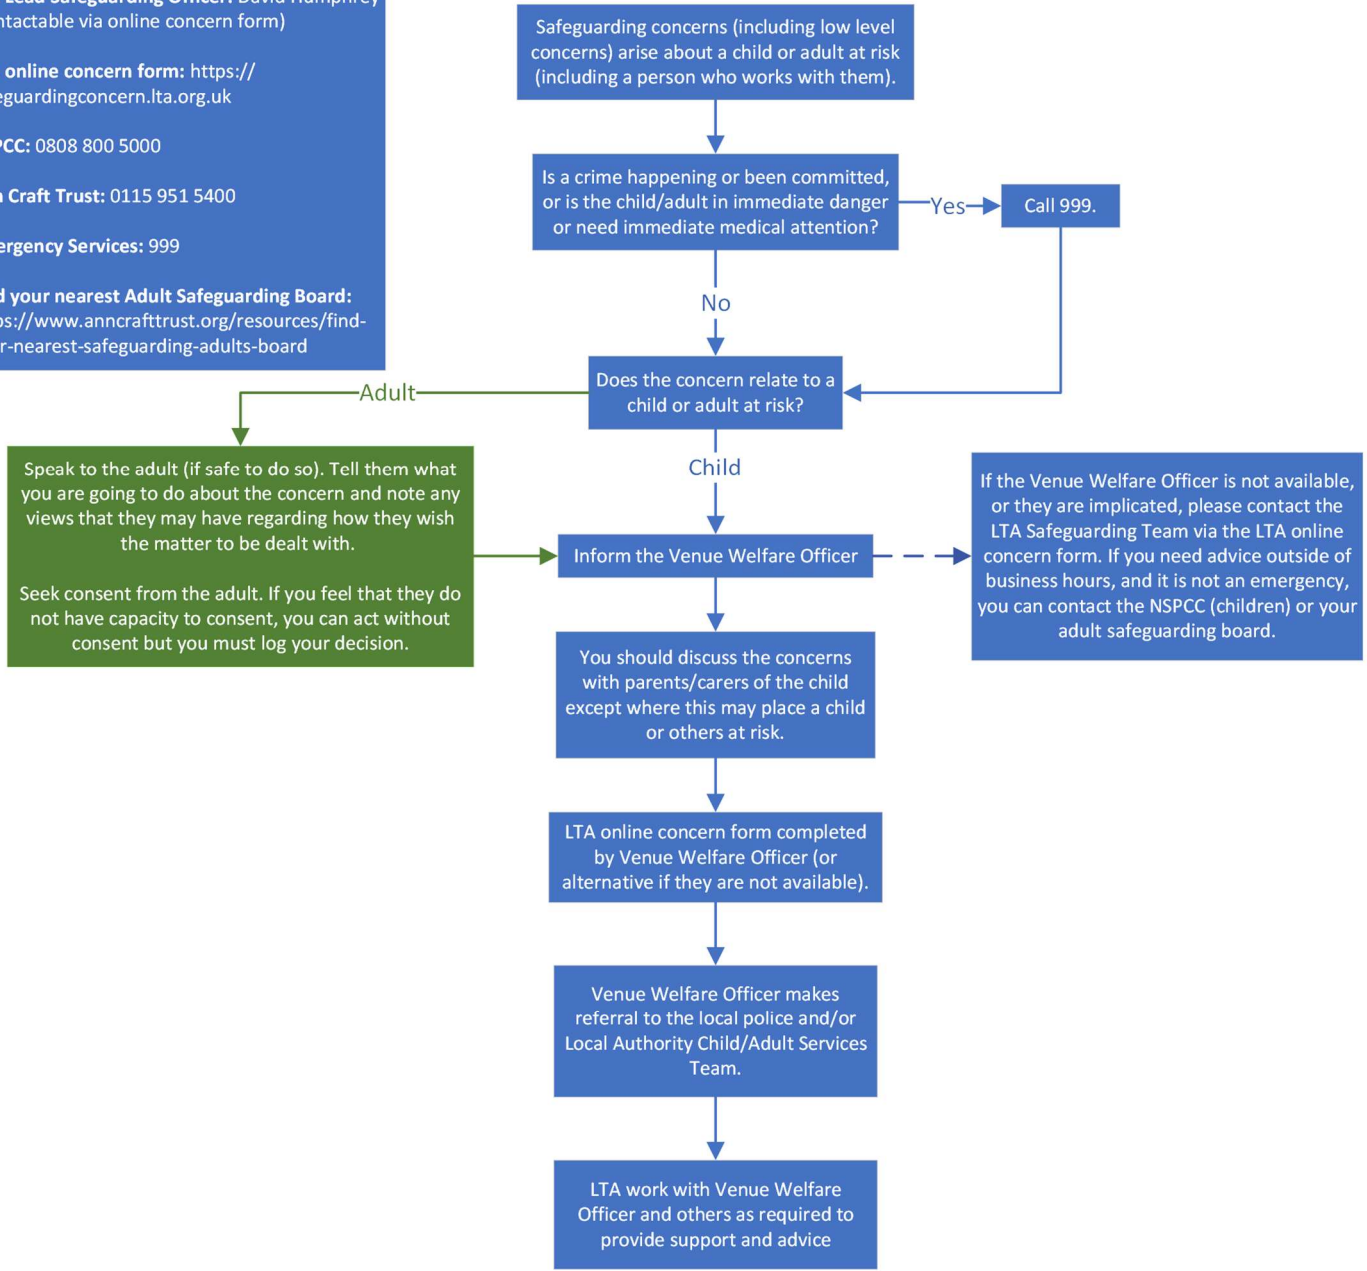 Lead Safeguarding Officer: David Humphrey
ntactable via online concern form)
online concern form: https://
eguardingconcern.lta.org.uk
PCC: 0808 800 5000
Craft Trust: 0115 951 5400
ergency Services: 999
d your nearest Adult Safeguarding Board:
ps://www.anncrafttrust.org/resources/find-
r-nearest-safeguarding-adults-board
Safeguarding concerns (including low level
concerns) arise about a child or adult at risk
(including a person who works with them).
Is a crime happening or been committed,
or is the child/adult in immediate danger
or need immediate medical attention?
Yes
Call 999.
No
Does the concern relate to a
child or adult at risk?
Adult
Child
Speak to the adult (if safe to do so). Tell them what
you are going to do about the concern and note any
views that they may have regarding how they wish
the matter to be dealt with.
Seek consent from the adult. If you feel that they do
not have capacity to consent, you can act without
consent but you must log your decision.
Inform the Venue Welfare Officer
If the Venue Welfare Officer is not available,
or they are implicated, please contact the
LTA Safeguarding Team via the LTA online
concern form. If you need advice outside of
business hours, and it is not an emergency,
you can contact the NSPCC (children) or your
adult safeguarding board.
You should discuss the concerns
with parents/carers of the child
except where this may place a child
or others at risk.
LTA online concern form completed
by Venue Welfare Officer (or
alternative if they are not available).
Venue Welfare Officer makes
referral to the local police and/or
Local Authority Child/Adult Services
Team.
LTA work with Venue Welfare
Officer and others as required to
provide support and advice